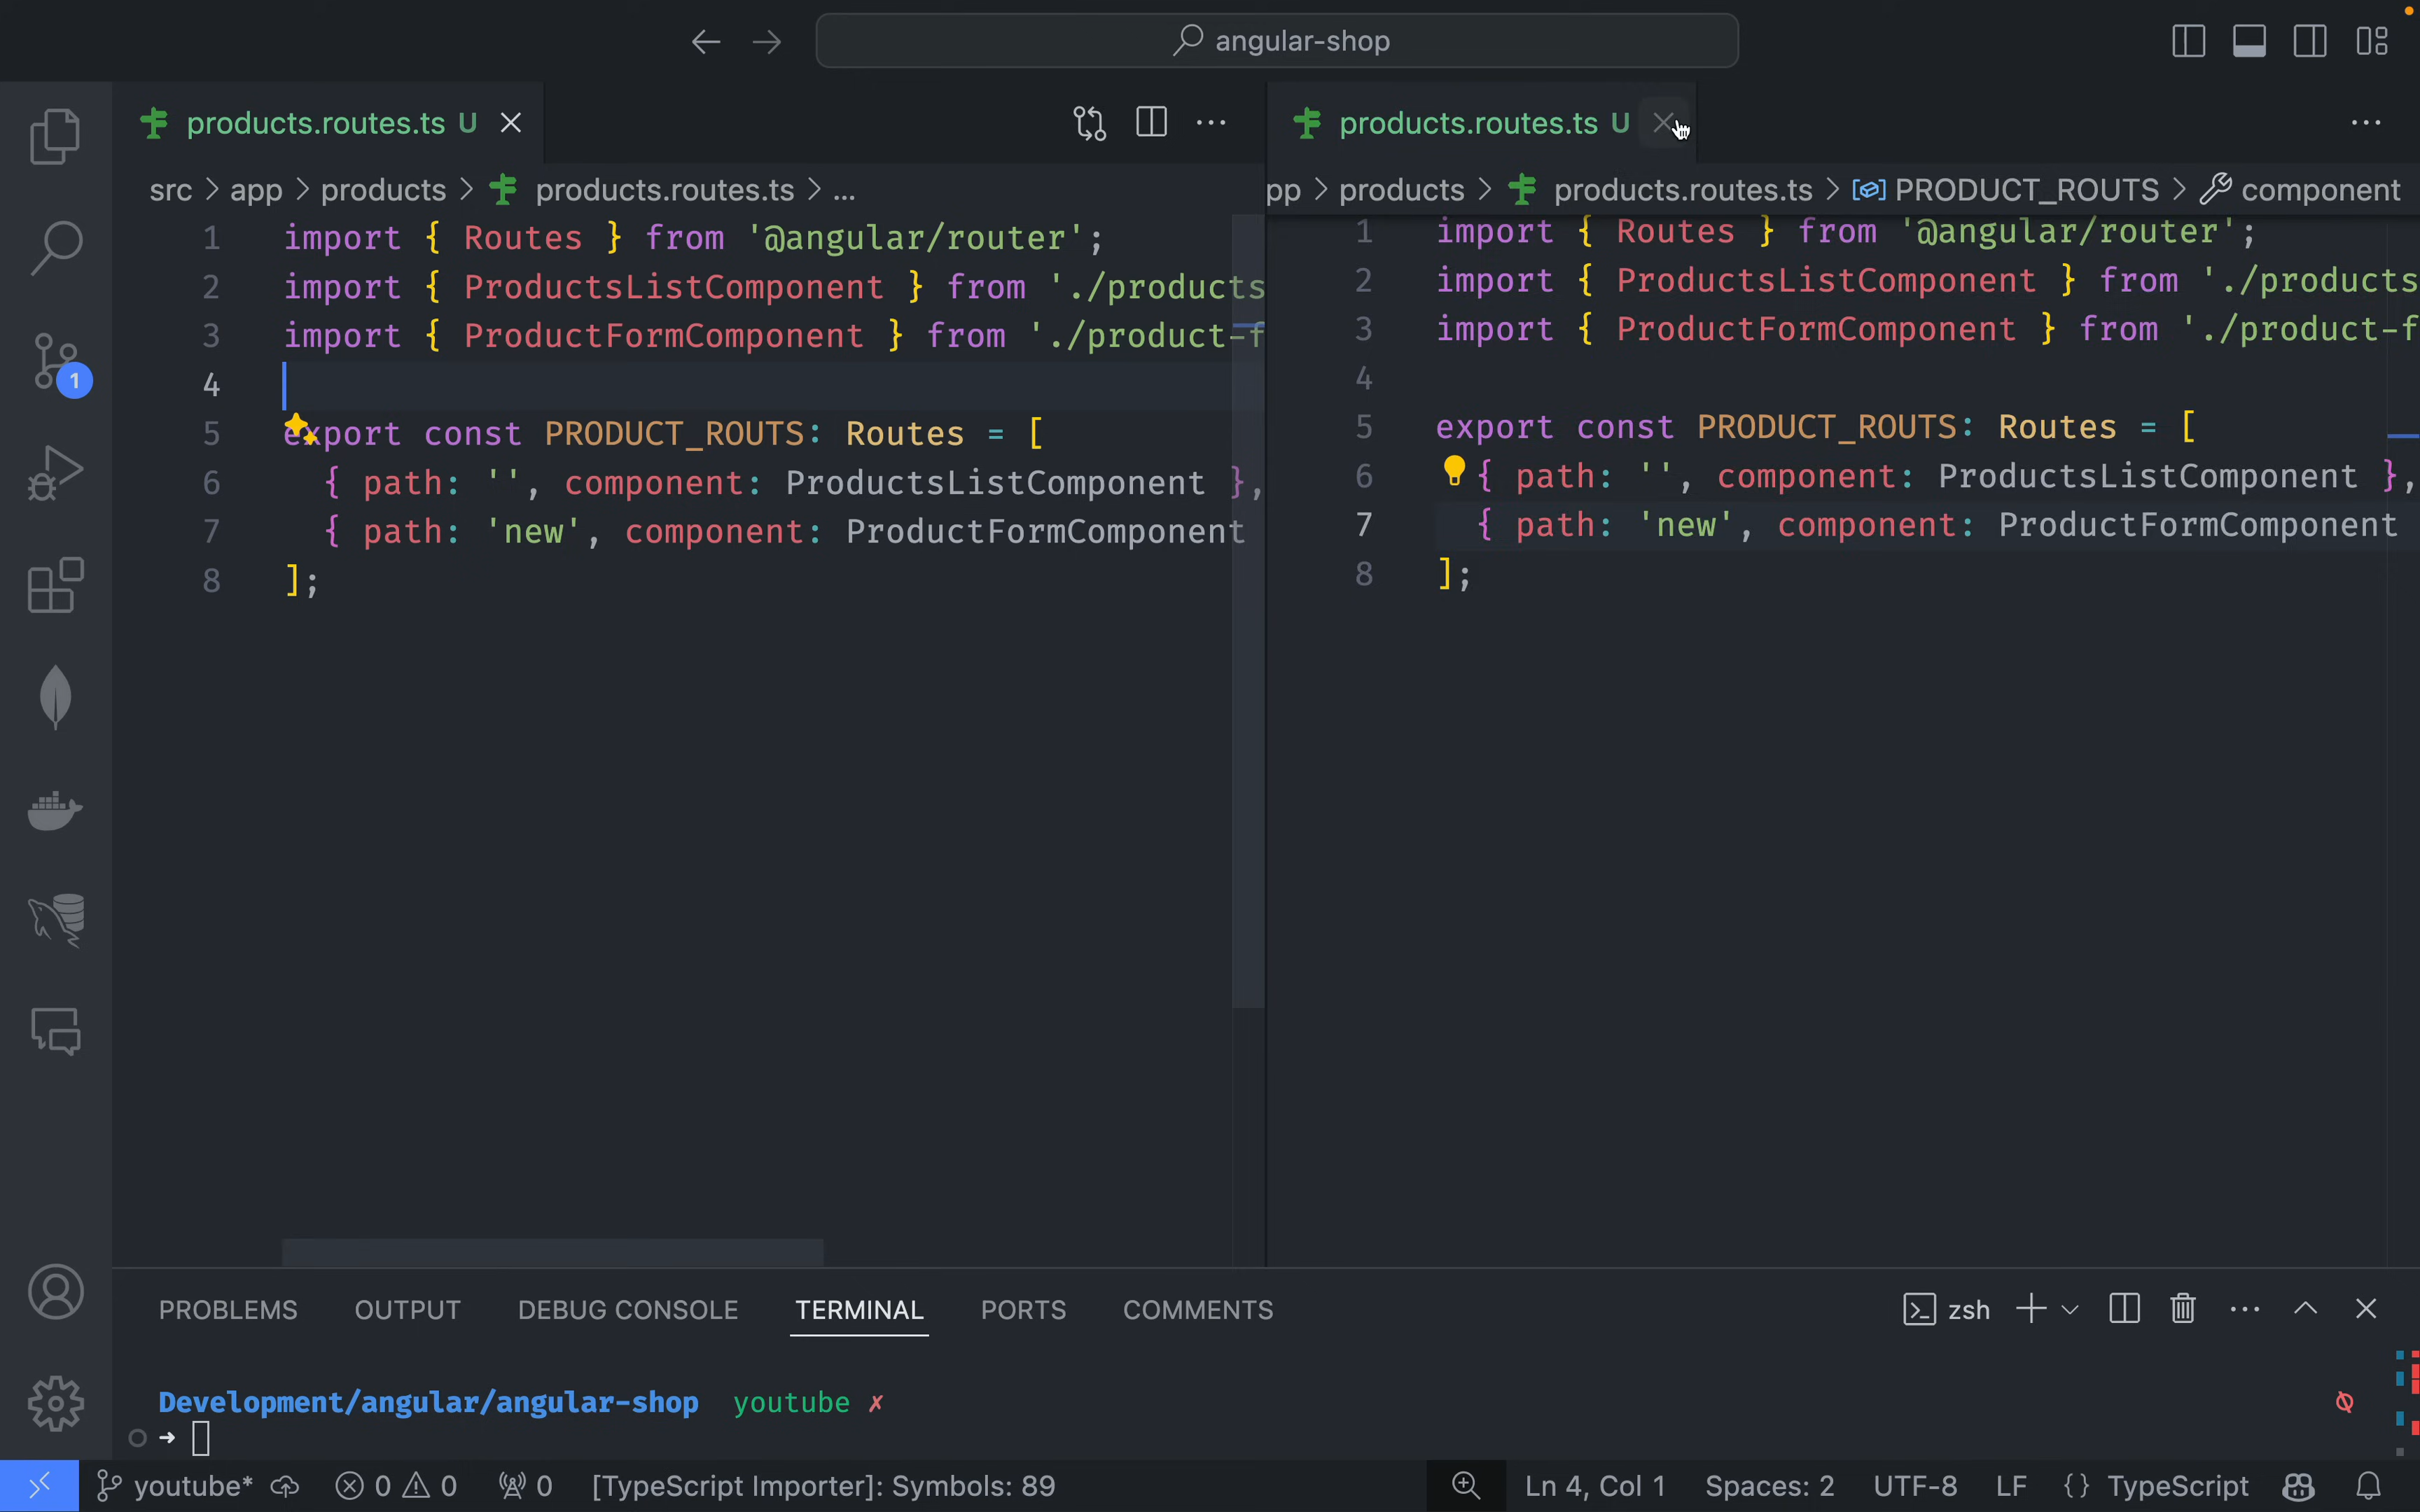 angular-shop
products.routes.ts U
src > app > products > products.routes.ts > ...
1 import { Routes } from '@angular/router';
2 import { ProductsListComponent } from './products
3 import { ProductFormComponent } from './product-f
4
5 export const PRODUCT_ROUTS: Routes = [
6 { path: '', component: ProductsListComponent },
7 { path: 'new', component: ProductFormComponent
8 ];
products.routes.ts U
pp > products > products.routes.ts > PRODUCT_ROUTS > component
1 import { Routes } from '@angular/router';
2 import { ProductsListComponent } from './products
3 import { ProductFormComponent } from './product-f
4
5 export const PRODUCT_ROUTS: Routes = [
6 { path: '', component: ProductsListComponent },
7 { path: 'new', component: ProductFormComponent
8 ];
1
PROBLEMS OUTPUT DEBUG CONSOLE TERMINAL PORTS COMMENTS zsh
Development/angular/angular-shop youtube ✗
➜
youtube* 0 0 0 [TypeScript Importer]: Symbols: 89 Ln 4, Col 1 Spaces: 2 UTF-8 LF {} TypeScript